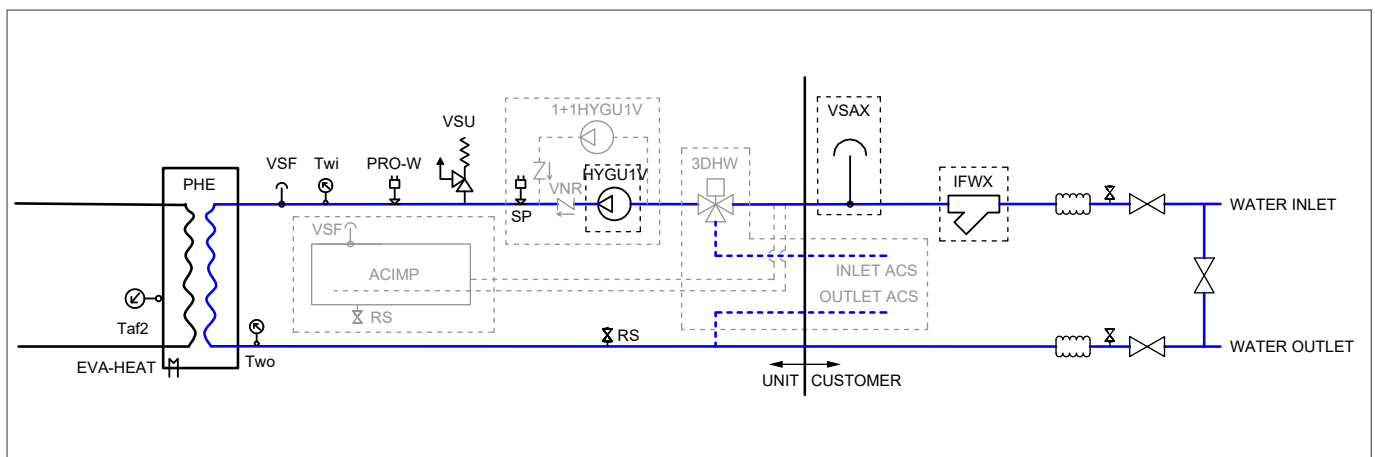 1+1HYGU1V
VSAX
VSU
VSF
Twi
PRO-W
3DHW
HYGU1V
IFWX
PHE
VNR
SP
WATER INLET
VSF
ACIMP
INLET ACS
OUTLET ACS
RS
Taf2
RS
Two
EVA-HEAT
WATER OUTLET
UNIT
CUSTOMER